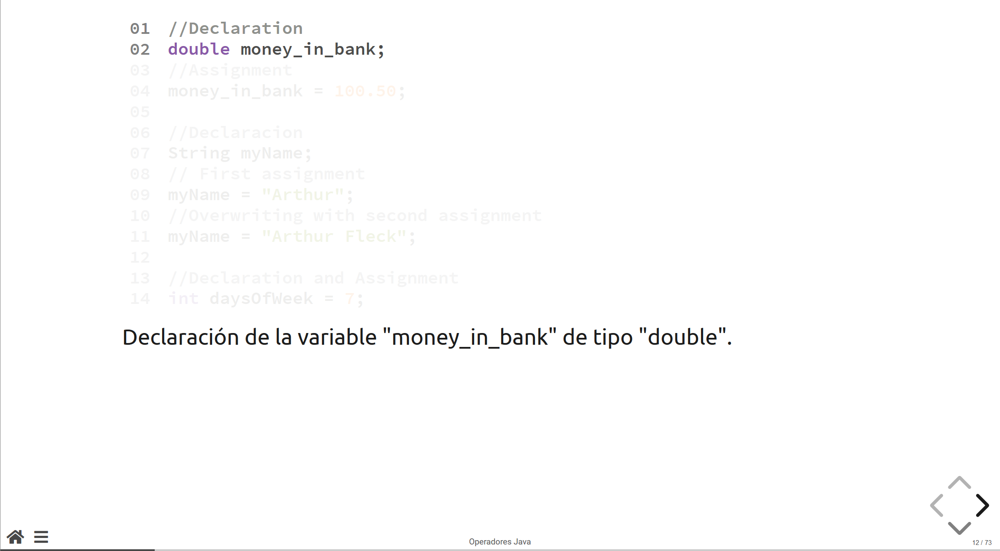 01 //Declaration
02 double money_in_bank;
03 //Assignment
04 money_in_bank = 100.50;
05
06 //Declaracion
07 String myName;
08 // First assignment
09 myName = "Arthur";
10 //Overwriting with second assignment
11 myName = "Arthur Fleck";
12
13 //Declaration and Assignment
14 int daysOfWeek = 7;
Declaración de la variable "money_in_bank" de tipo "double".
Operadores Java
12 / 73